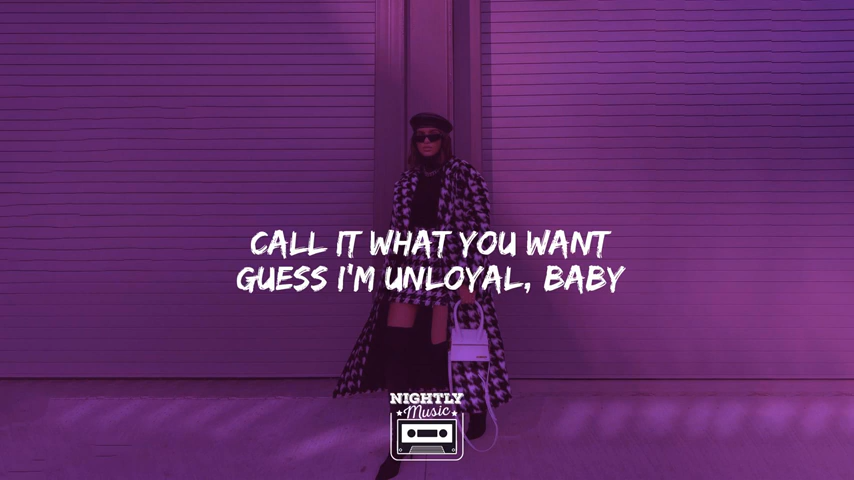 CALL IT WHAT YOU WANT
GUESS I'M UNLOYAL, BABY
NIGHTLY
Music